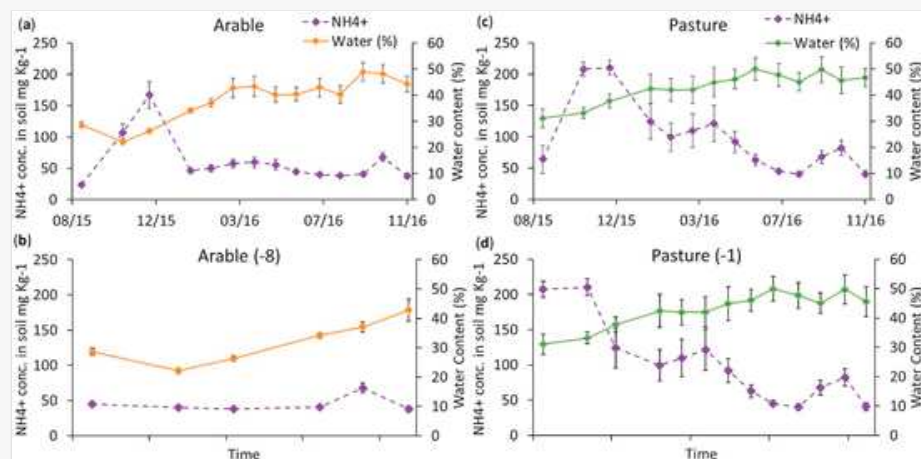 (a)
Arable
NH4+
Water (%)
NH4+ conc. in soil mg Kg-1
250
200
150
100
50
0
60
50
40
30
20
10
0
Water content (%)
08/15
12/15
03/16
07/16
11/16
(c)
Pasture
NH4+
Water (%)
NH4+ conc. in soil mg Kg-1
250
200
150
100
50
0
60
50
40
30
20
10
0
Water content (%)
08/15
12/15
03/16
07/16
11/16
(b)
Arable (-8)
NH4+ conc. in soil mg Kg-1
250
200
150
100
50
0
60
50
40
30
20
10
0
Water Content (%)
Time
(d)
Pasture (-1)
NH4+ conc. in soil mg Kg-1
250
200
150
100
50
0
60
50
40
30
20
10
0
Water Content (%)
Time